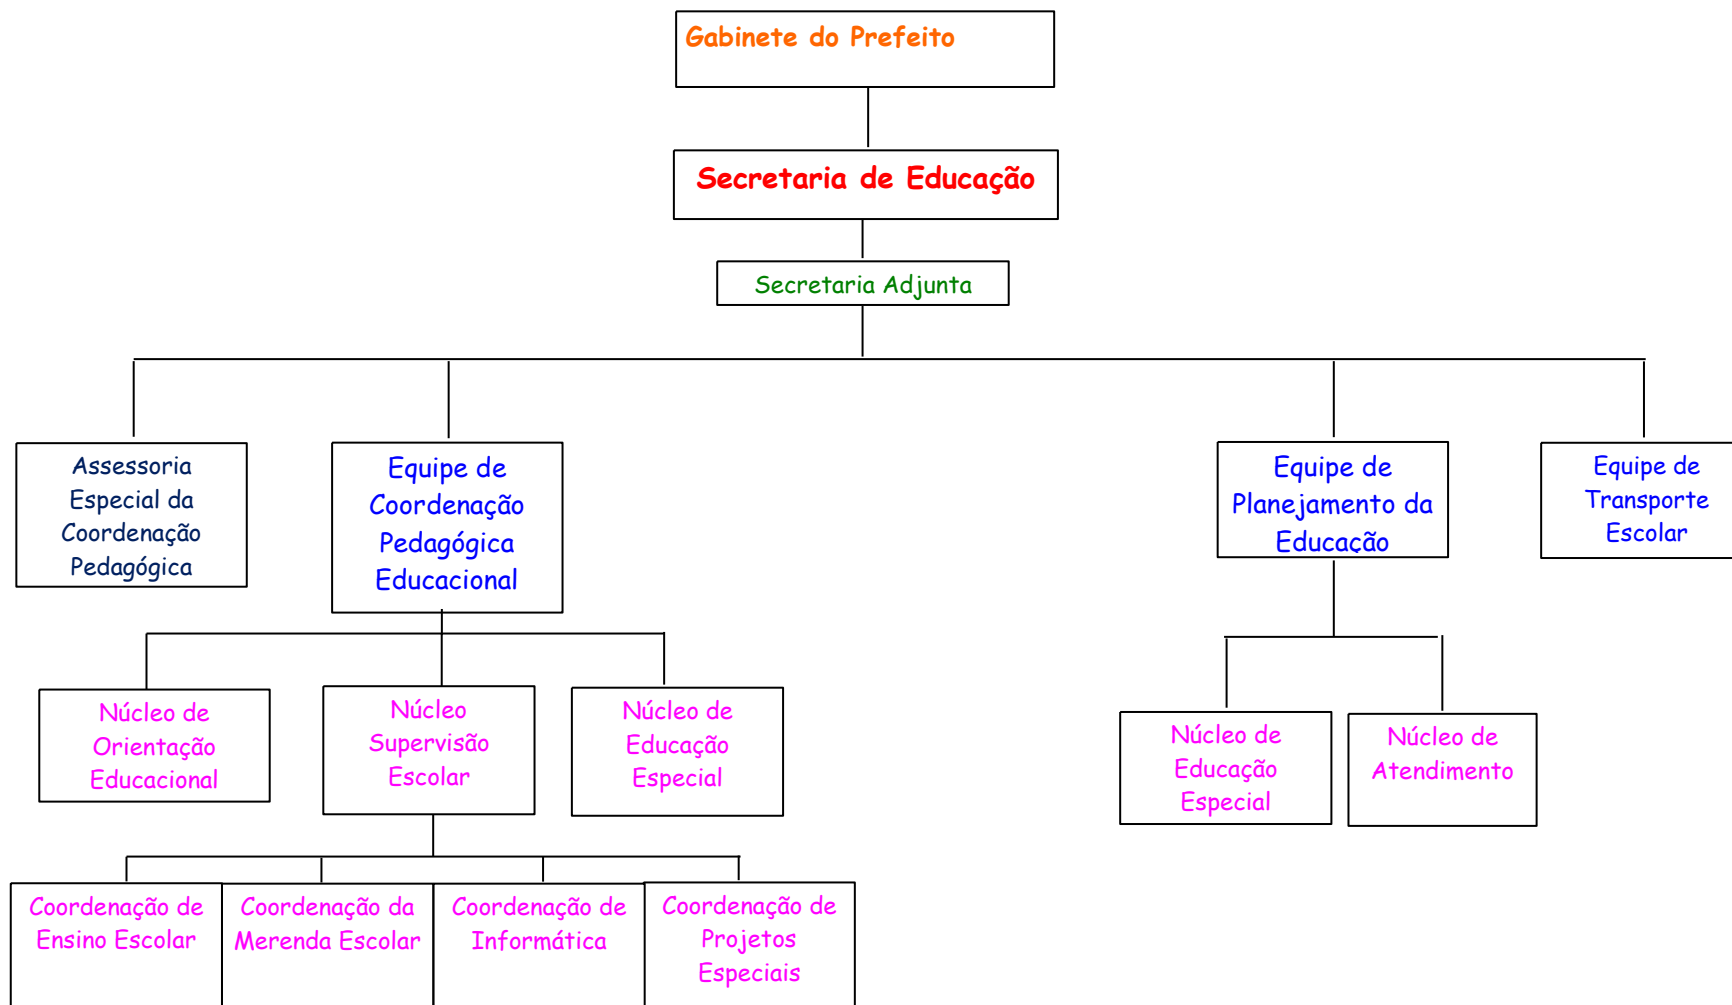 Gabinete do Prefeito
Secretaria de Educação
Secretaria Adjunta
Assessoria
Especial da
Coordenação
Pedagógica
Equipe de
Coordenação
Pedagógica
Educacional
Equipe de
Planejamento da
Educação
Equipe de
Transporte
Escolar
Núcleo de
Orientação
Educacional
Núcleo
Supervisão
Escolar
Núcleo de
Educação
Especial
Núcleo de
Educação
Especial
Núcleo de
Atendimento
Coordenação de
Ensino Escolar
Coordenação da
Merenda Escolar
Coordenação de
Informática
Coordenação de
Projetos
Especiais